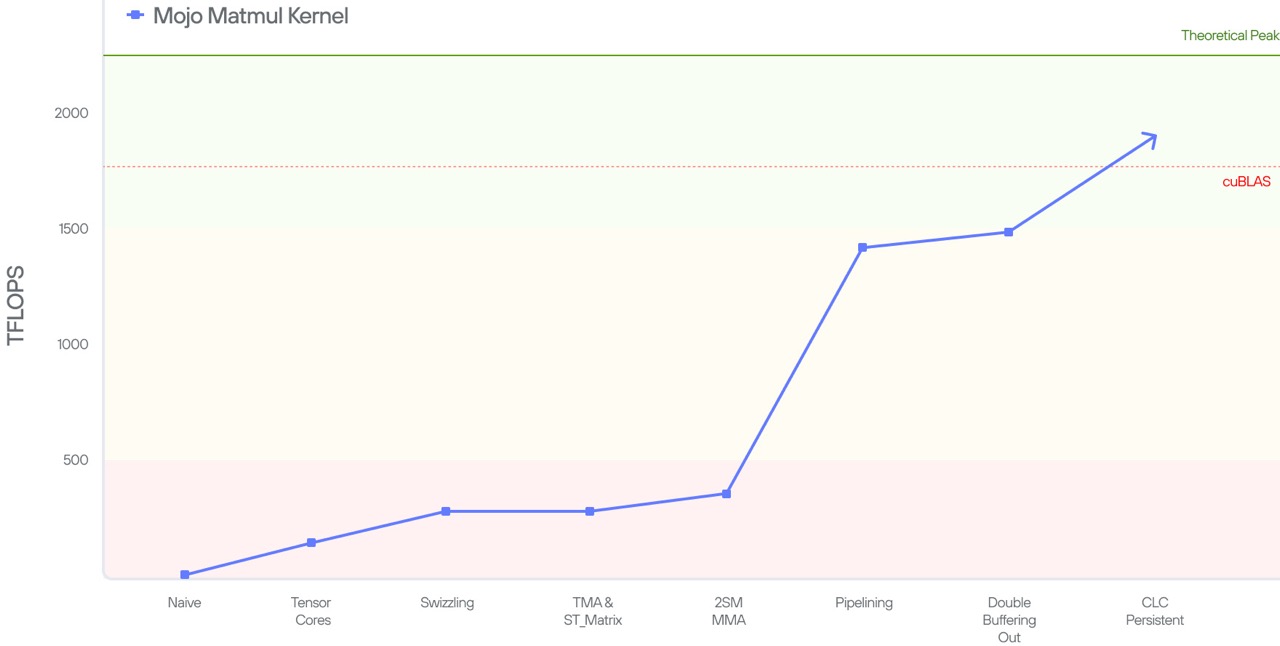 Mojo Matmul Kernel
Theoretical Peak
2000
cuBLAS
1500
TFLOPS
1000
500
Naive
Tensor
Cores
Swizzling
TMA &
ST_Matrix
2SM
MMA
Pipelining
Double
Buffering
Out
CLC
Persistent